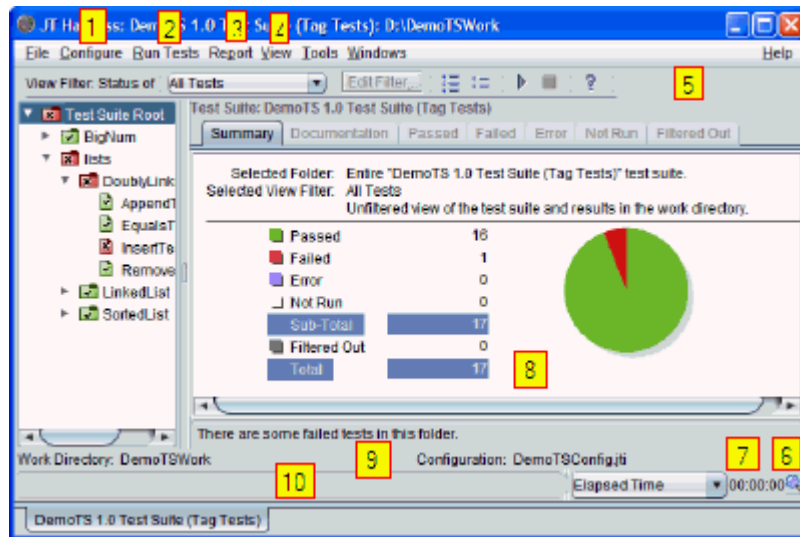 JT Harness: DemoTS 1.0 Test Suite (Tag Tests): D:\DemoTSWork
1 2 3 4
File Configure Run Tests Report View Tools Windows Help
View Filter: Status of All Tests Edit Filter... ? 5
Test Suite: DemoTS 1.0 Test Suite (Tag Tests)
Test Suite Root
BigNum
lists
DoublyLink
AppendT
EqualsT
InsertTe
Remove
LinkedList
SortedList
Summary Documentation Passed Failed Error Not Run Filtered Out
Selected Folder: Entire "DemoTS 1.0 Test Suite (Tag Tests)" test suite.
Selected View Filter: All Tests
Unfiltered view of the test suite and results in the work directory.
Passed 16
Failed 1
Error 0
Not Run 0
Sub-Total 17
Filtered Out 0
Total 17
8
There are some failed tests in this folder.
Work Directory: DemoTSWork 9 Configuration: DemoTSConfig.jti 7 6
10 Elapsed Time 00:00:00
DemoTS 1.0 Test Suite (Tag Tests)